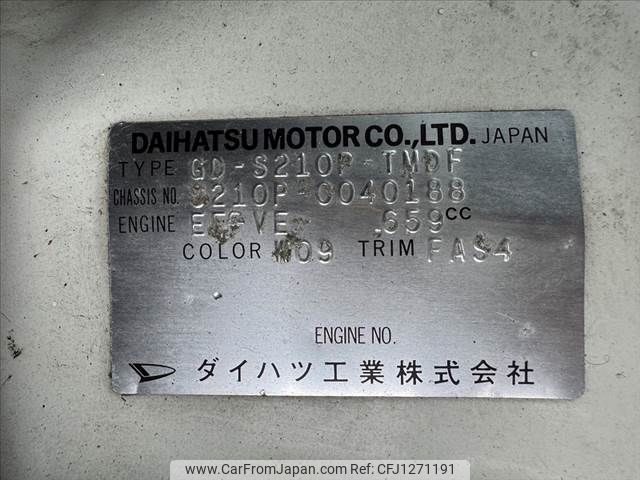 DAIHATSU MOTOR CO.,LTD. JAPAN
TYPE GD-S210P-TMDF
CHASSIS NO. S210P-0040188
ENGINE EF-VE .659CC
COLOR W09 TRIM FAS4
ENGINE NO.
ダイハツ工業株式会社
www.CarFromJapan.com | CFJ1271191